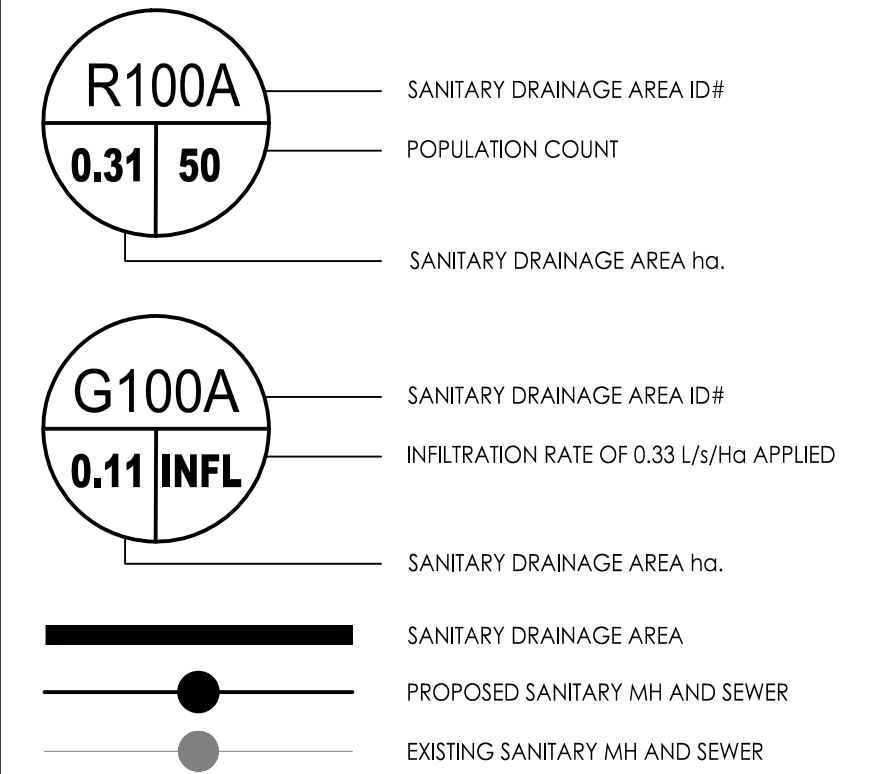 R100A
SANITARY DRAINAGE AREA ID#
0.31 50
POPULATION COUNT
SANITARY DRAINAGE AREA ha.
G100A
SANITARY DRAINAGE AREA ID#
0.11 INFL
INFILTRATION RATE OF 0.33 L/s/Ha APPLIED
SANITARY DRAINAGE AREA ha.
SANITARY DRAINAGE AREA
PROPOSED SANITARY MH AND SEWER
EXISTING SANITARY MH AND SEWER